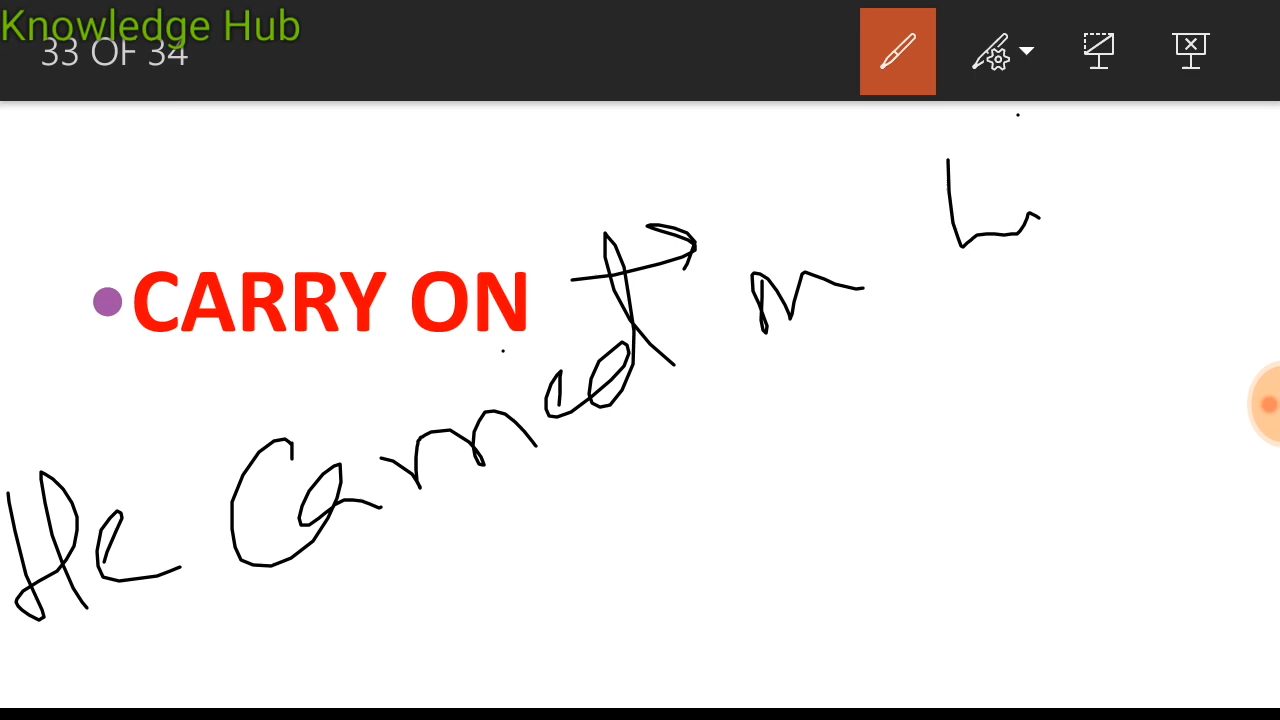 Knowledge Hub
33 OF 34
•CARRY ON
He Carried